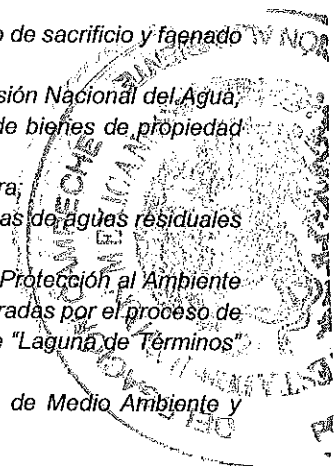 o de sacrificio y faenado
sión Nacional del Agua,
de bienes de propiedad
ra;
as de aguas residuales
Protección al Ambiente
radas por el proceso de
e "Laguna de Términos"
de Medio Ambiente y
CAMPECHE